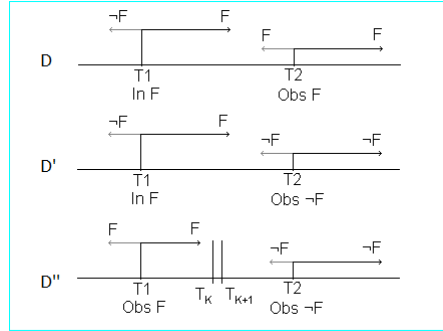 ¬F F F F
D
T1 T2
In F Obs F
¬F F ¬F ¬F
D'
T1 T2
In F Obs ¬F
F F ¬F ¬F
D"
T1 TK TK+1 T2
Obs F Obs ¬F